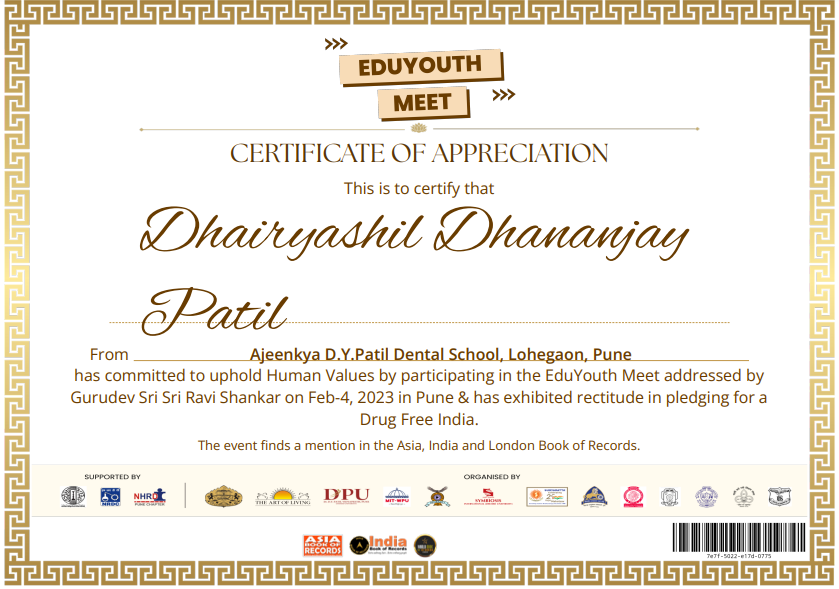 EDUYOUTH
MEET
CERTIFICATE OF APPRECIATION
This is to certify that
Dhairyashil Dhananjay
Patil
From Ajeenkya D.Y.Patil Dental School, Lohegaon, Pune
has committed to uphold Human Values by participating in the EduYouth Meet addressed by
Gurudev Sri Sri Ravi Shankar on Feb-4, 2023 in Pune & has exhibited rectitude in pledging for a
Drug Free India.
The event finds a mention in the Asia, India and London Book of Records.
SUPPORTED BY
ORGANISED BY
NHRD
THE ART OF LIVING
DPU
MIT-WPU
SYMBIOSIS
ASIA
BOOK OF
RECORDS
India
Book of Records
7e7f-5022-e17d-0775